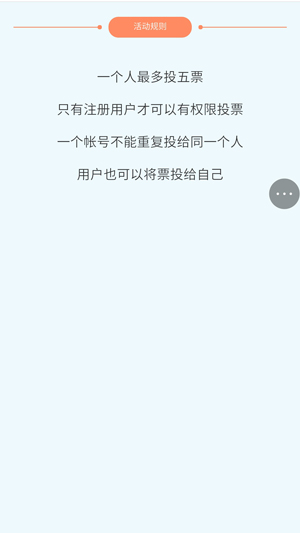 活动规则
一个人最多投五票
只有注册用户才可以有权限投票
一个帐号不能重复投给同一个人
用户也可以将票投给自己